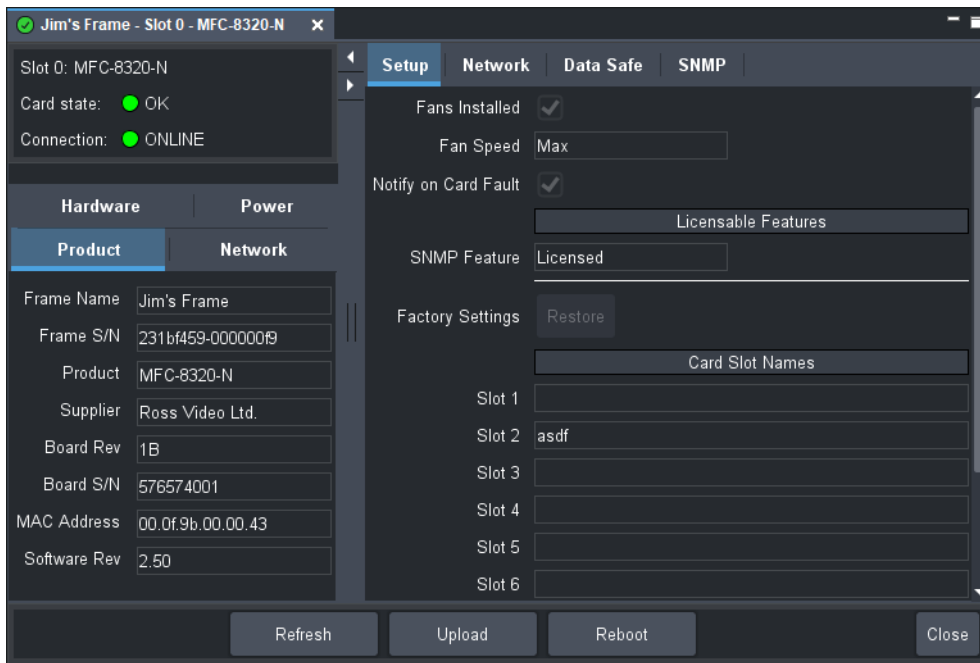 Jim's Frame - Slot 0 - MFC-8320-N
Slot 0: MFC-8320-N
Card state: OK
Connection: ONLINE
Hardware Power
Product Network
Frame Name Jim's Frame
Frame S/N 231bf459-000000f9
Product MFC-8320-N
Supplier Ross Video Ltd.
Board Rev 1B
Board S/N 576574001
MAC Address 00.0f.9b.00.00.43
Software Rev 2.50
Setup Network Data Safe SNMP
Fans Installed
Fan Speed Max
Notify on Card Fault
Licensable Features
SNMP Feature Licensed
Factory Settings Restore
Card Slot Names
Slot 1
Slot 2 asdf
Slot 3
Slot 4
Slot 5
Slot 6
Refresh Upload Reboot Close